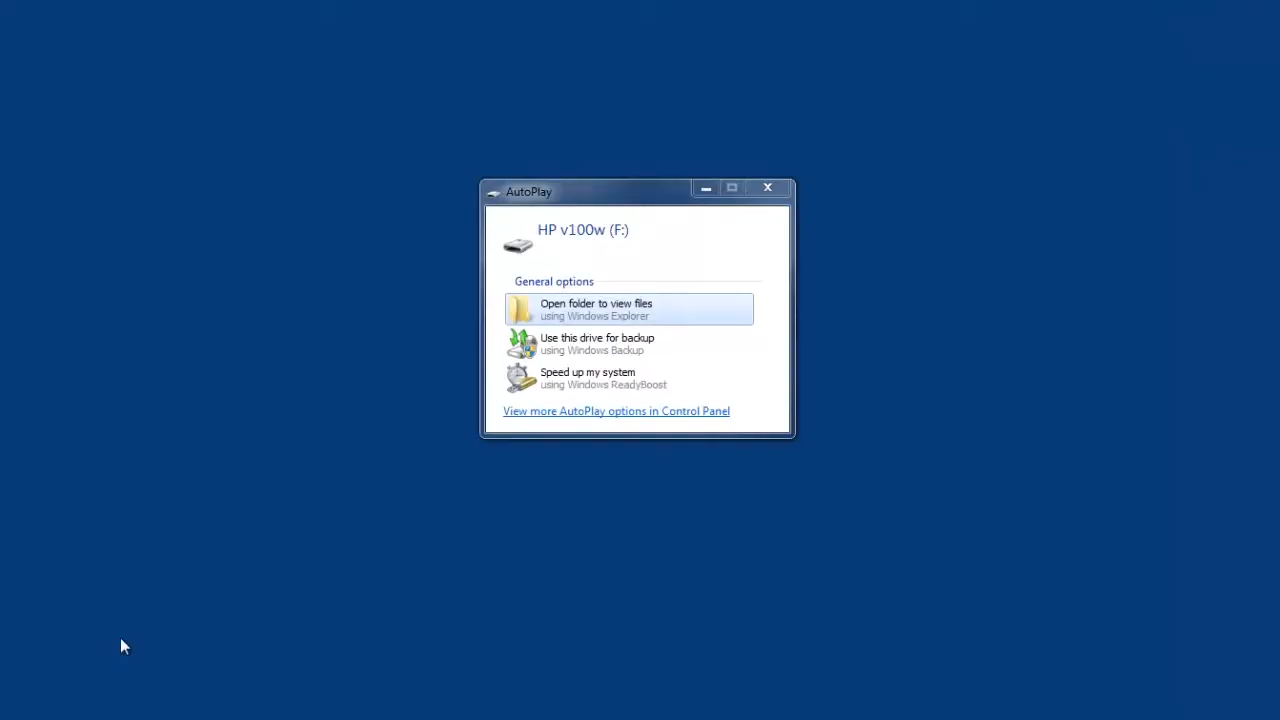 AutoPlay
HP v100w (F:)
General options
Open folder to view files
using Windows Explorer
Use this drive for backup
using Windows Backup
Speed up my system
using Windows ReadyBoost
View more AutoPlay options in Control Panel